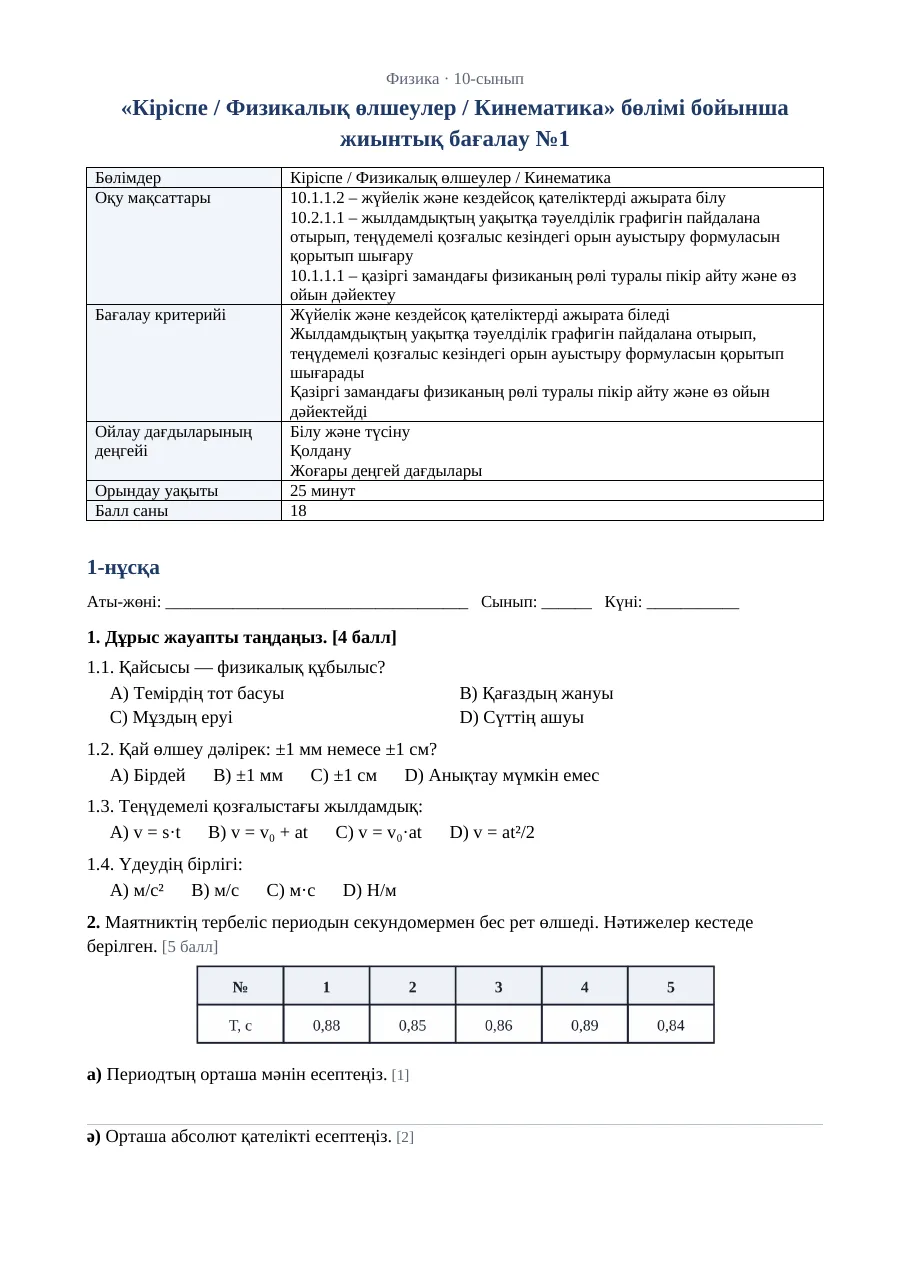 Физика · 10-сынып
«Кіріспе / Физикалық өлшеулер / Кинематика» бөлімі бойынша
жиынтық бағалау №1
Бөлімдер Кіріспе / Физикалық өлшеулер / Кинематика
Оқу мақсаттары 10.1.1.2 – жүйелік және кездейсоқ қателіктерді ажырата білу
10.2.1.1 – жылдамдықтың уақытқа тәуелділік графигін пайдалана
отырып, теңүдемелі қозғалыс кезіндегі орын ауыстыру формуласын
қорытып шығару
10.1.1.1 – қазіргі замандағы физиканың рөлі туралы пікір айту және өз
ойын дәйектеу
Бағалау критерийі Жүйелік және кездейсоқ қателіктерді ажырата біледі
Жылдамдықтың уақытқа тәуелділік графигін пайдалана отырып,
теңүдемелі қозғалыс кезіндегі орын ауыстыру формуласын қорытып
шығарады
Қазіргі замандағы физиканың рөлі туралы пікір айту және өз ойын
дәйектейді
Ойлау дағдыларының Білу және түсіну
деңгейі Қолдану
Жоғары деңгей дағдылары
Орындау уақыты 25 минут
Балл саны 18
1-нұсқа
Аты-жөні: ____________________________________ Сынып: ______ Күні: ___________
1. Дұрыс жауапты таңдаңыз. [4 балл]
1.1. Қайсысы — физикалық құбылыс?
A) Темірдің тот басуы B) Қағаздың жануы
C) Мұздың еруі D) Сүттің ашуы
1.2. Қай өлшеу дәлірек: ±1 мм немесе ±1 см?
A) Бірдей B) ±1 мм C) ±1 см D) Анықтау мүмкін емес
1.3. Теңүдемелі қозғалыстағы жылдамдық:
A) v = s·t B) v = v₀ + at C) v = v₀·at D) v = at²/2
1.4. Үдеудің бірлігі:
A) м/с² B) м/с C) м·с D) Н/м
2. Маятниктің тербеліс периодын секундомермен бес рет өлшеді. Нәтижелер кестеде
берілген. [5 балл]
№ 1 2 3 4 5
T, с 0,88 0,85 0,86 0,89 0,84
а) Периодтың орташа мәнін есептеңіз. [1]
ә) Орташа абсолют қателікті есептеңіз. [2]